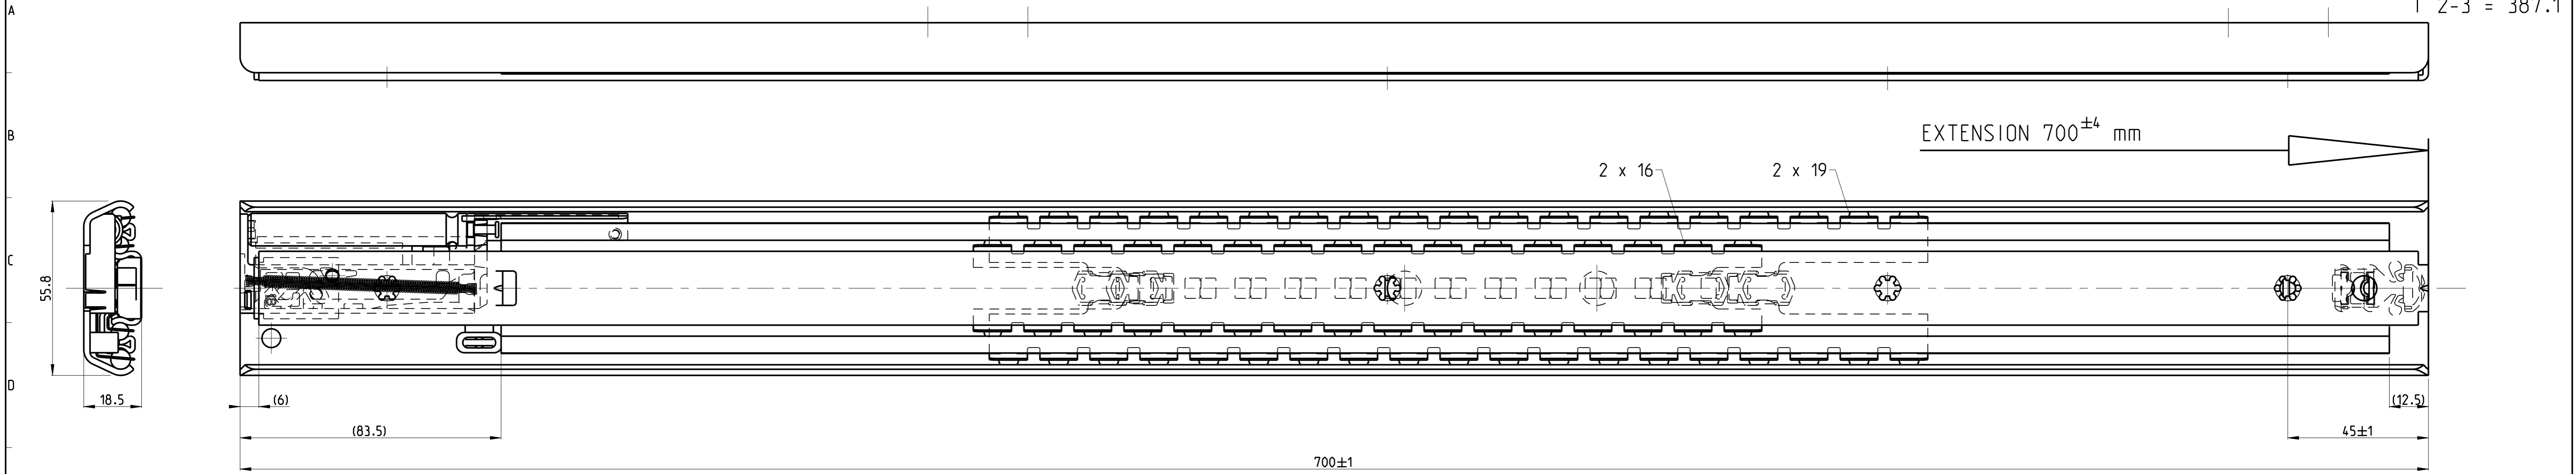 A
T 2-3 = 387.1
B
EXTENSION 700±4 mm
2 x 16
2 x 19
C
55.8
D
18.5
(6)
(12.5)
(83.5)
45±1
700±1